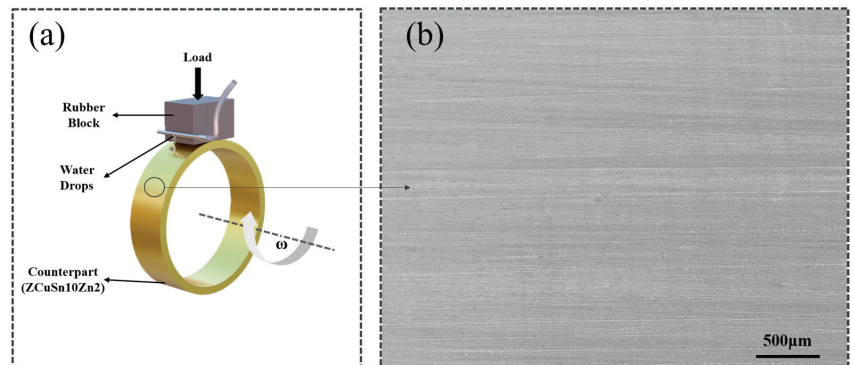 (a)
Load
Rubber
Block
Water
Drops
ω
Counterpart
(ZCuSn10Zn2)
(b)
500μm